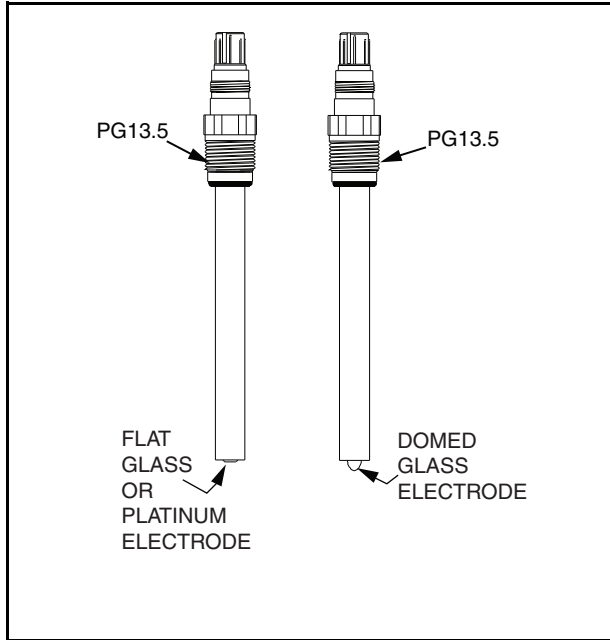 PG13.5
PG13.5
FLAT
GLASS
OR
PLATINUM
ELECTRODE
DOMED
GLASS
ELECTRODE